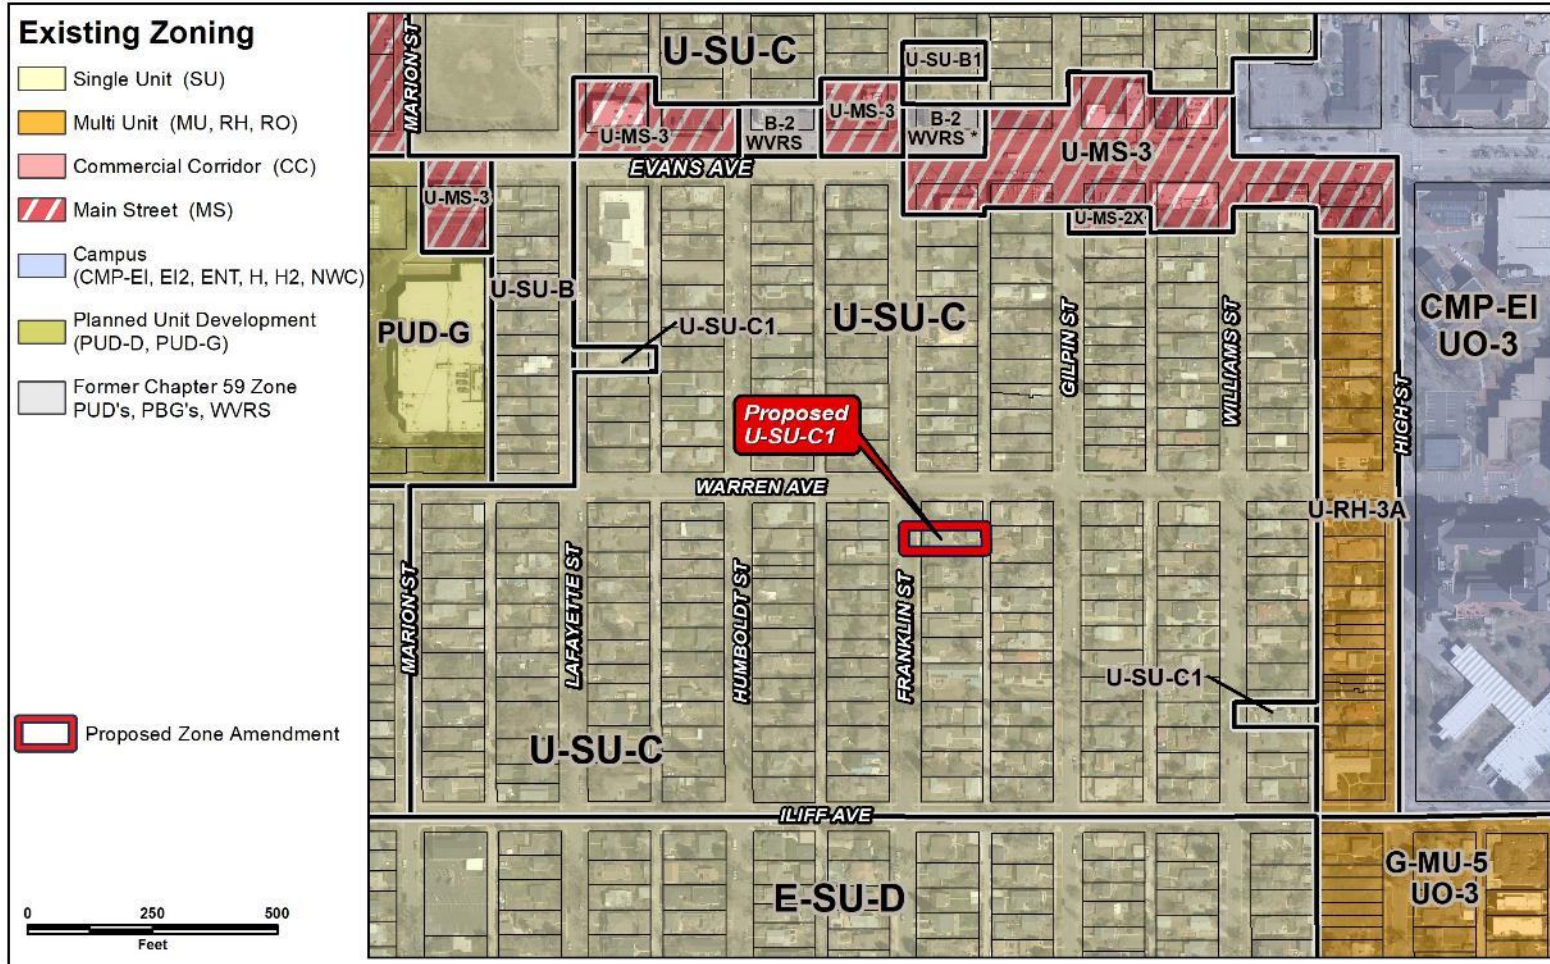 Existing Zoning
Single Unit (SU)
Multi Unit (MU, RH, RO)
Commercial Corridor (CC)
Main Street (MS)
Campus
(CMP-EI, EI2, ENT, H, H2, NWC)
Planned Unit Development
(PUD-D, PUD-G)
Former Chapter 59 Zone
PUD's, PBG's, WVRS
Proposed Zone Amendment
0 250 500
Feet
MARION ST
U-SU-C
U-SU-B1
U-MS-3
U-MS-3
B-2
WVRS
B-2
WVRS *
U-MS-3
EVANS AVE
U-MS-3
U-MS-2X
U-SU-B
PUD-G
U-SU-C1
U-SU-C
GILPIN ST
WILLIAMS ST
HIGH ST
CMP-EI
UO-3
Proposed
U-SU-C1
WARREN AVE
U-RH-3A
MARION ST
LAFAYETTE ST
HUMBOLDT ST
FRANKLIN ST
U-SU-C1
U-SU-C
ILIFF AVE
E-SU-D
G-MU-5
UO-3